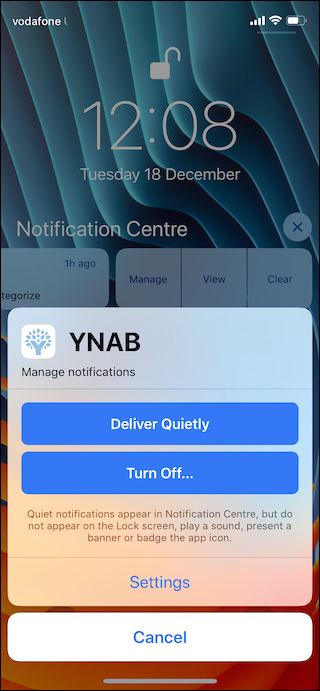 vodafone
12:08
Tuesday 18 December
Notification Centre
1h ago
Manage View Clear
tegorize
YNAB
Manage notifications
Deliver Quietly
Turn Off...
Quiet notifications appear in Notification Centre, but do
not appear on the Lock screen, play a sound, present a
banner or badge the app icon.
Settings
Cancel